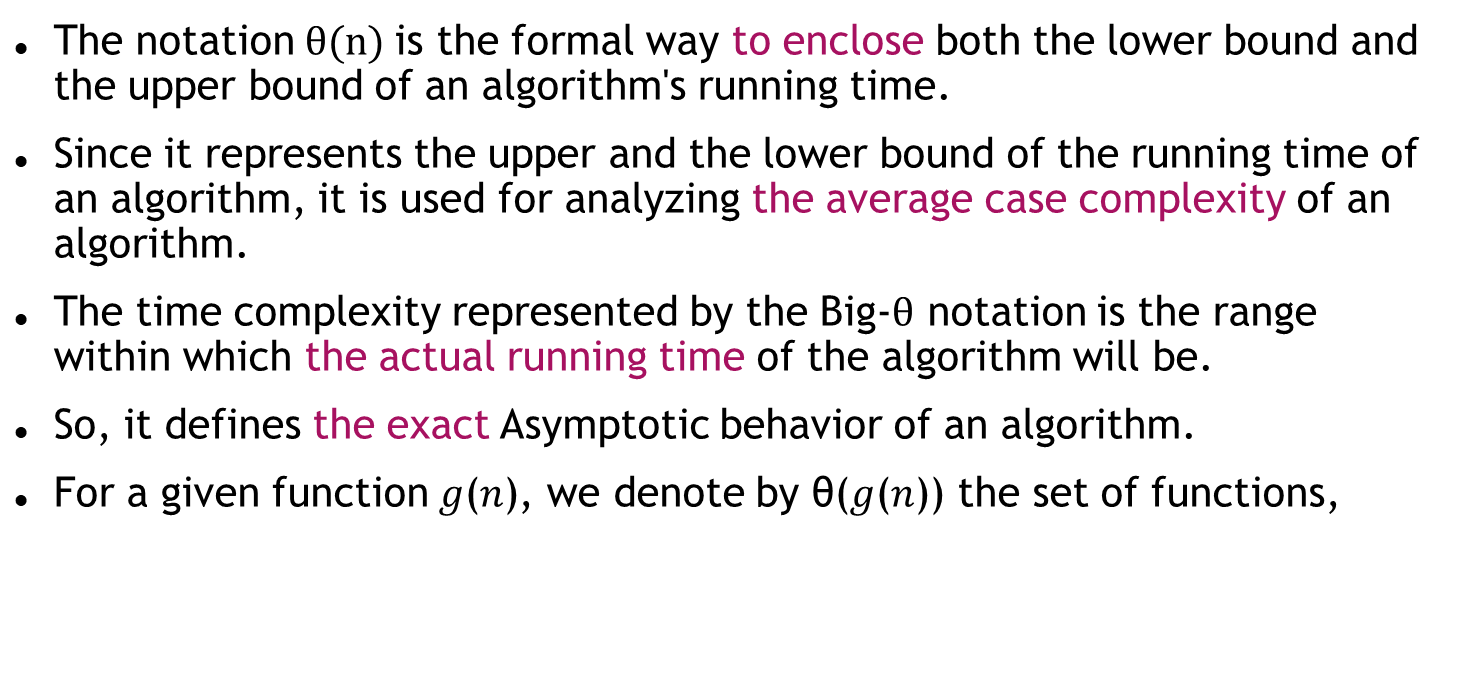 • The notation θ(n) is the formal way to enclose both the lower bound and
the upper bound of an algorithm's running time.
• Since it represents the upper and the lower bound of the running time of
an algorithm, it is used for analyzing the average case complexity of an
algorithm.
• The time complexity represented by the Big-θ notation is the range
within which the actual running time of the algorithm will be.
• So, it defines the exact Asymptotic behavior of an algorithm.
• For a given function g(n), we denote by θ(g(n)) the set of functions,